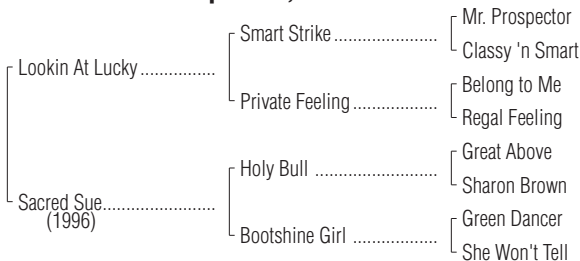 Mr. Prospector
Smart Strike.....................
Classy 'n Smart
Lookin At Lucky...............
Belong to Me
Private Feeling.................
Regal Feeling
Great Above
Holy Bull ........................
Sharon Brown
Sacred Sue.......................
(1996)
Green Dancer
Bootshine Girl .................
She Won't Tell